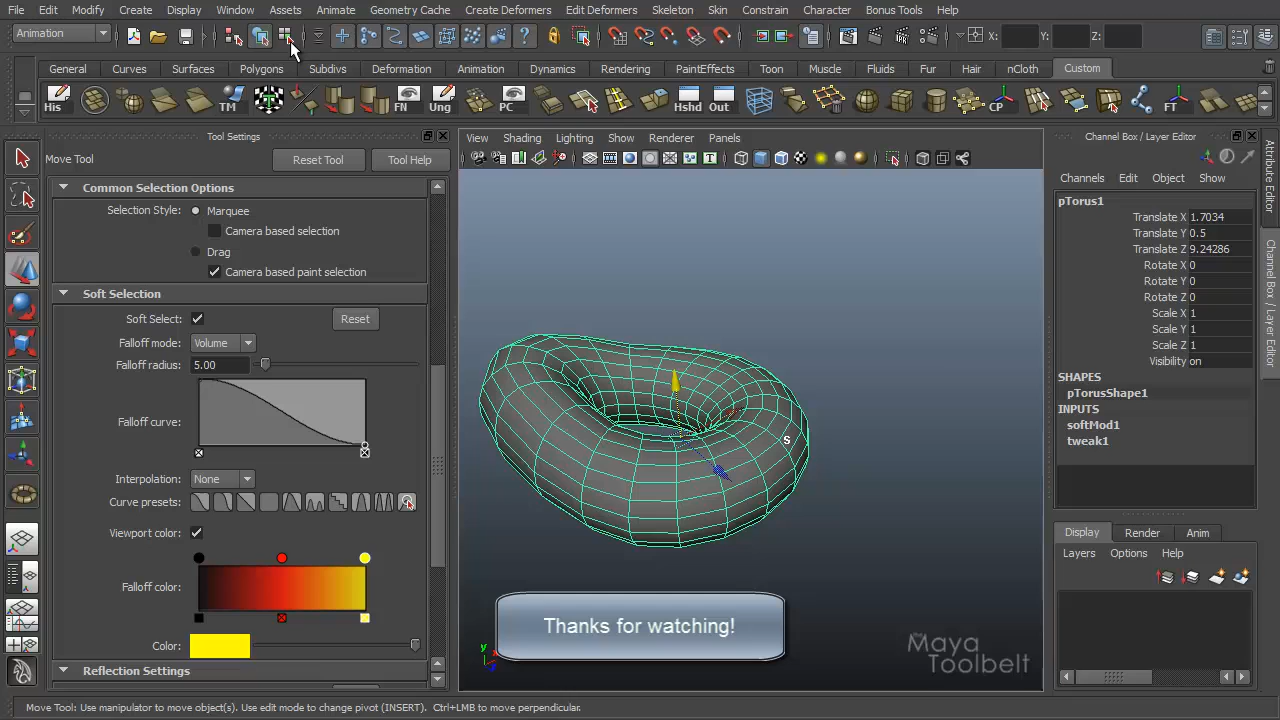 File Edit Modify Create Display Window Assets Animate Geometry Cache Create Deformers Edit Deformers Skeleton Skin Constrain Character Bonus Tools Help
Animation X: Y: Z:
General Curves Surfaces Polygons Subdivs Deformation Animation Dynamics Rendering PaintEffects Toon Muscle Fluids Fur Hair nCloth Custom
His TM FN Ung PC Hshd Out CP FT
Tool Settings
Move Tool Reset Tool Tool Help
Common Selection Options
Selection Style: Marquee
Camera based selection
Drag
Camera based paint selection
Soft Selection
Soft Select: Reset
Falloff mode: Volume
Falloff radius: 5.00
Falloff curve:
Interpolation: None
Curve presets:
Viewport color:
Falloff color:
Color:
Reflection Settings
View Shading Lighting Show Renderer Panels
S
y
Thanks for watching!
Maya
Toolbelt
Channel Box / Layer Editor
Channels Edit Object Show
pTorus1
Translate X 1.7034
Translate Y 0.5
Translate Z 9.24286
Rotate X 0
Rotate Y 0
Rotate Z 0
Scale X 1
Scale Y 1
Scale Z 1
Visibility on
SHAPES
pTorusShape1
INPUTS
softMod1
tweak1
Display Render Anim
Layers Options Help
Attribute Editor
Channel Box / Layer Editor
Move Tool: Use manipulator to move object(s). Use edit mode to change pivot (INSERT). Ctrl+LMB to move perpendicular.